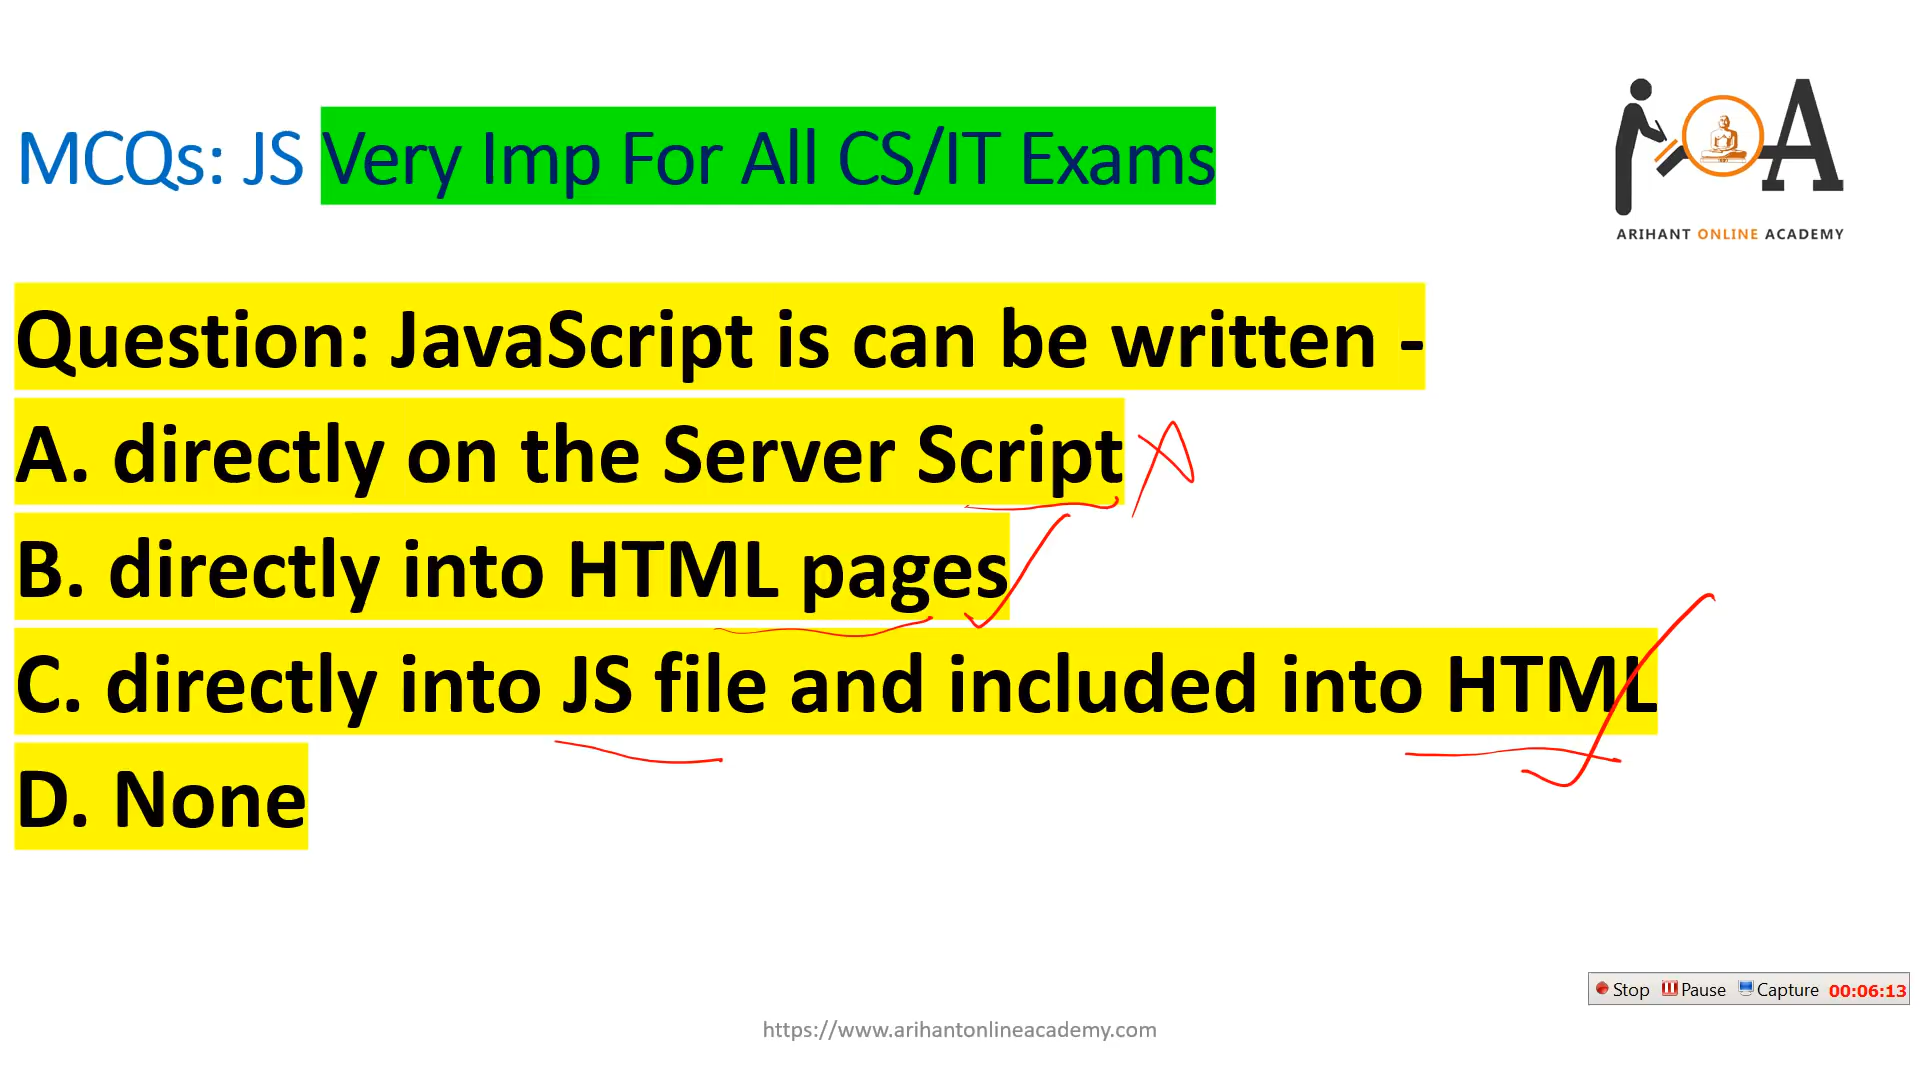 MCQs: JS Very Imp For All CS/IT Exams
A
ARIHANT ONLINE ACADEMY
Question: JavaScript is can be written -
A. directly on the Server Script
B. directly into HTML pages
C. directly into JS file and included into HTML
D. None
Stop Pause Capture 00:06:13
https://www.arihantonlineacademy.com